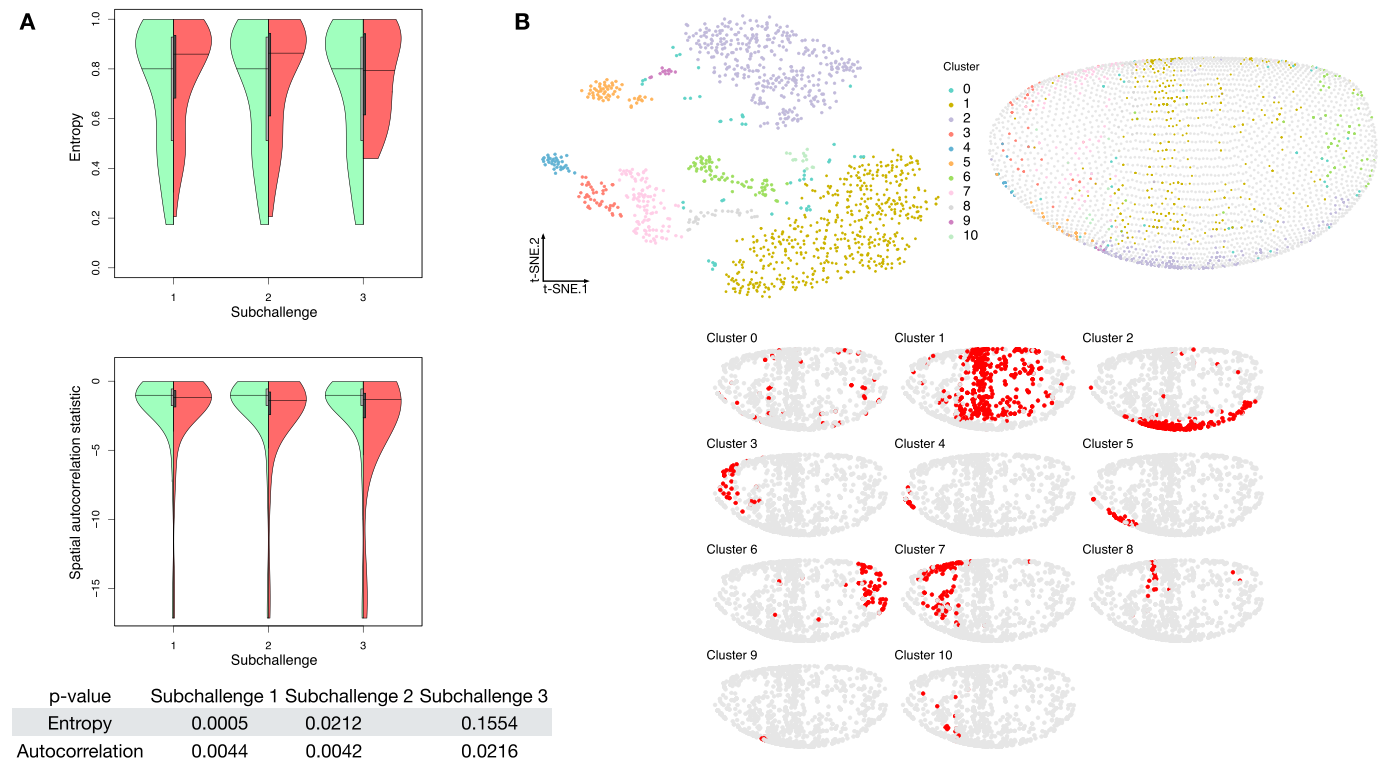 A
1.0
0.8
0.6
0.4
0.2
0.0
Entropy
1 2 3
Subchallenge
0
−5
−10
−15
Spatial autocorrelation statistic
1 2 3
Subchallenge
p-value Subchallenge 1 Subchallenge 2 Subchallenge 3
Entropy 0.0005 0.0212 0.1554
Autocorrelation 0.0044 0.0042 0.0216
B
t-SNE.2
t-SNE.1
Cluster
0
1
2
3
4
5
6
7
8
9
10
Cluster 0 Cluster 1 Cluster 2
Cluster 3 Cluster 4 Cluster 5
Cluster 6 Cluster 7 Cluster 8
Cluster 9 Cluster 10